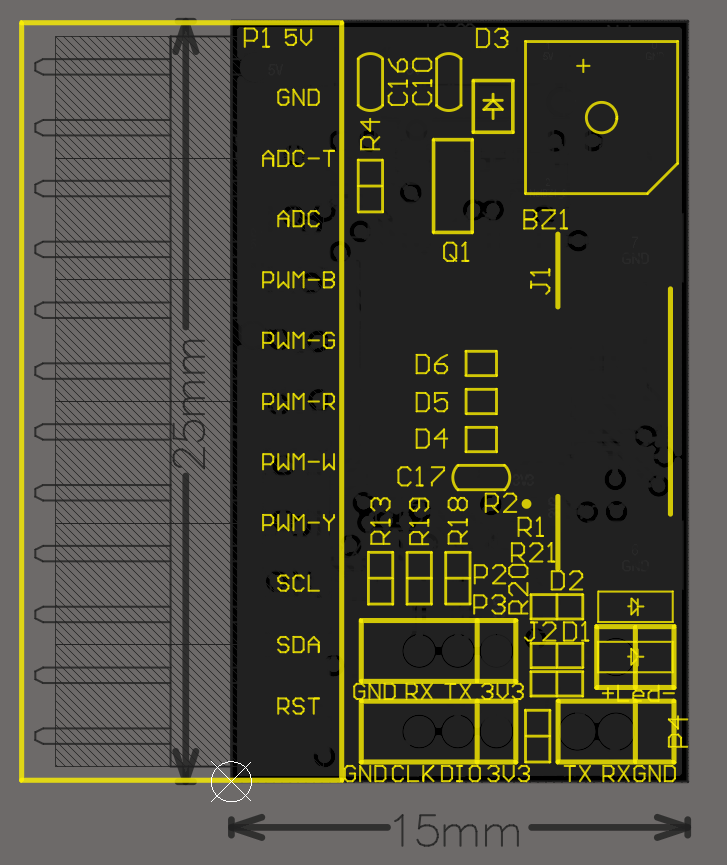 P1 5V
D3
C16
C10
+
GND
R4
ADC-T
ADC
BZ1
Q1
J1
PWM-B
PWM-G
D6
PWM-R
D5
D4
25mm
PWM-W
C17
R2
PWM-Y
R13
R19
R18
R1
R21
SCL
P2
R20
D2
P3
SDA
J2
D1
GND RX TX 3V3
+Led-
RST
P4
GND CLK DIO 3V3
TX RX GND
15mm